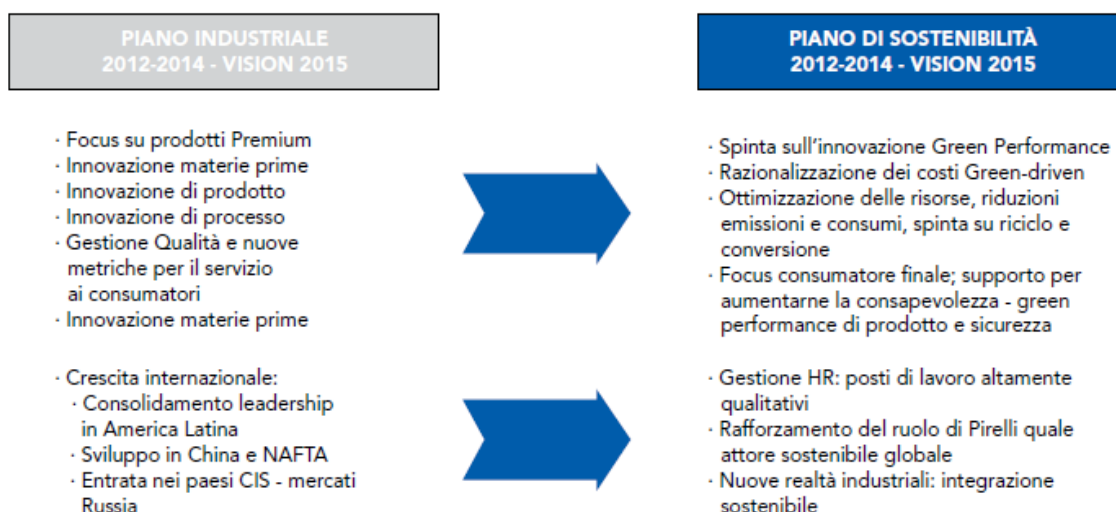 PIANO INDUSTRIALE
2012-2014 - VISION 2015
· Focus su prodotti Premium
· Innovazione materie prime
· Innovazione di prodotto
· Innovazione di processo
· Gestione Qualità e nuove
metriche per il servizio
ai consumatori
· Innovazione materie prime
· Crescita internazionale:
· Consolidamento leadership
in America Latina
· Sviluppo in China e NAFTA
· Entrata nei paesi CIS - mercati
Russia
PIANO DI SOSTENIBILITÀ
2012-2014 - VISION 2015
· Spinta sull'innovazione Green Performance
· Razionalizzazione dei costi Green-driven
· Ottimizzazione delle risorse, riduzioni
emissioni e consumi, spinta su riciclo e
conversione
· Focus consumatore finale; supporto per
aumentarne la consapevolezza - green
performance di prodotto e sicurezza
· Gestione HR: posti di lavoro altamente
qualitativi
· Rafforzamento del ruolo di Pirelli quale
attore sostenibile globale
· Nuove realtà industriali: integrazione
sostenibile